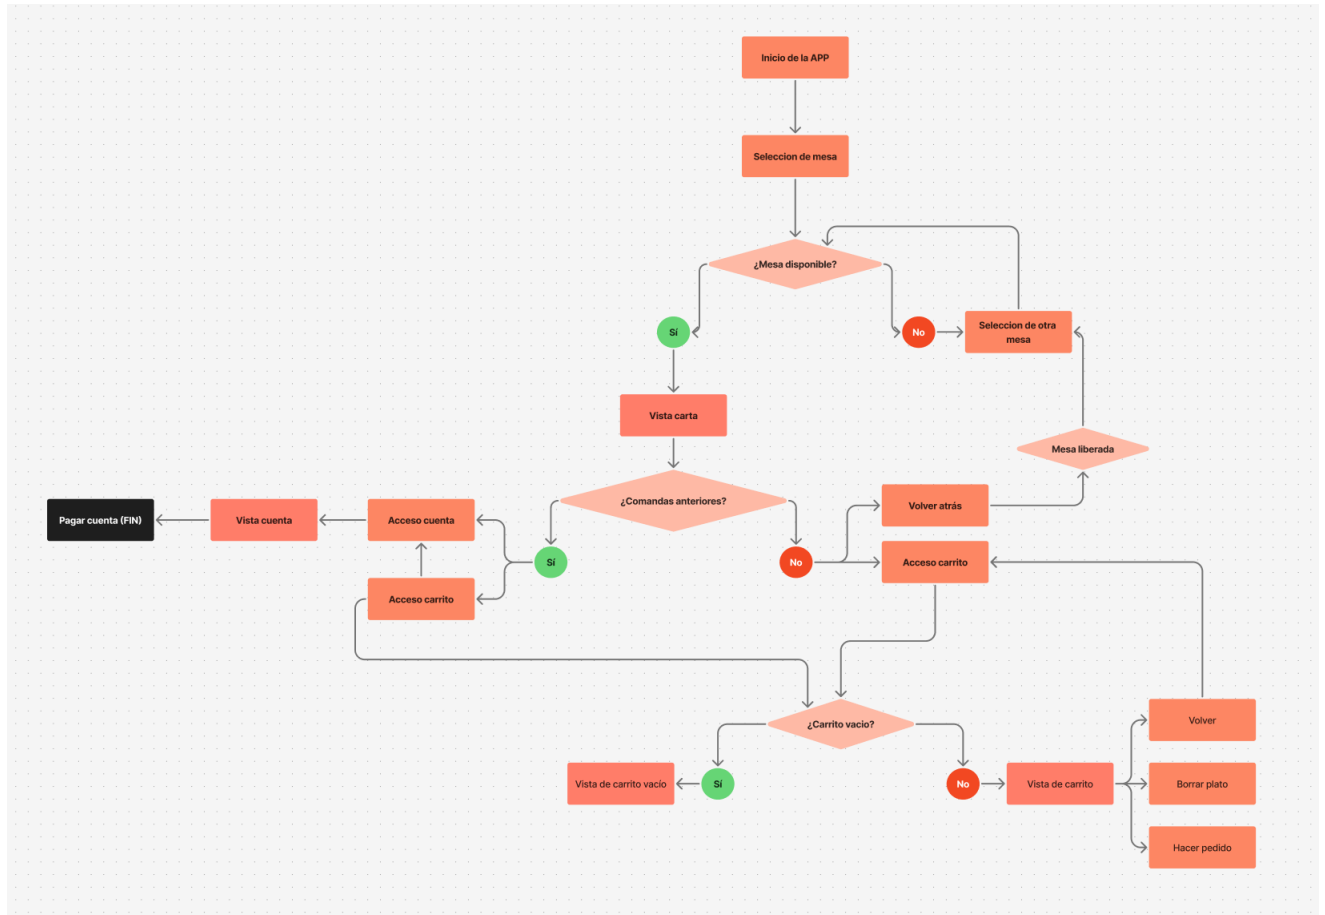 Inicio de la APP
Seleccion de mesa
¿Mesa disponible?
Sí
No
Seleccion de otra
mesa
Vista carta
Mesa liberada
¿Comandas anteriores?
Pagar cuenta (FIN)
Vista cuenta
Acceso cuenta
Volver atrás
Sí
No
Acceso carrito
Acceso carrito
¿Carrito vacio?
Volver
Vista de carrito vacío
Sí
No
Vista de carrito
Borrar plato
Hacer pedido